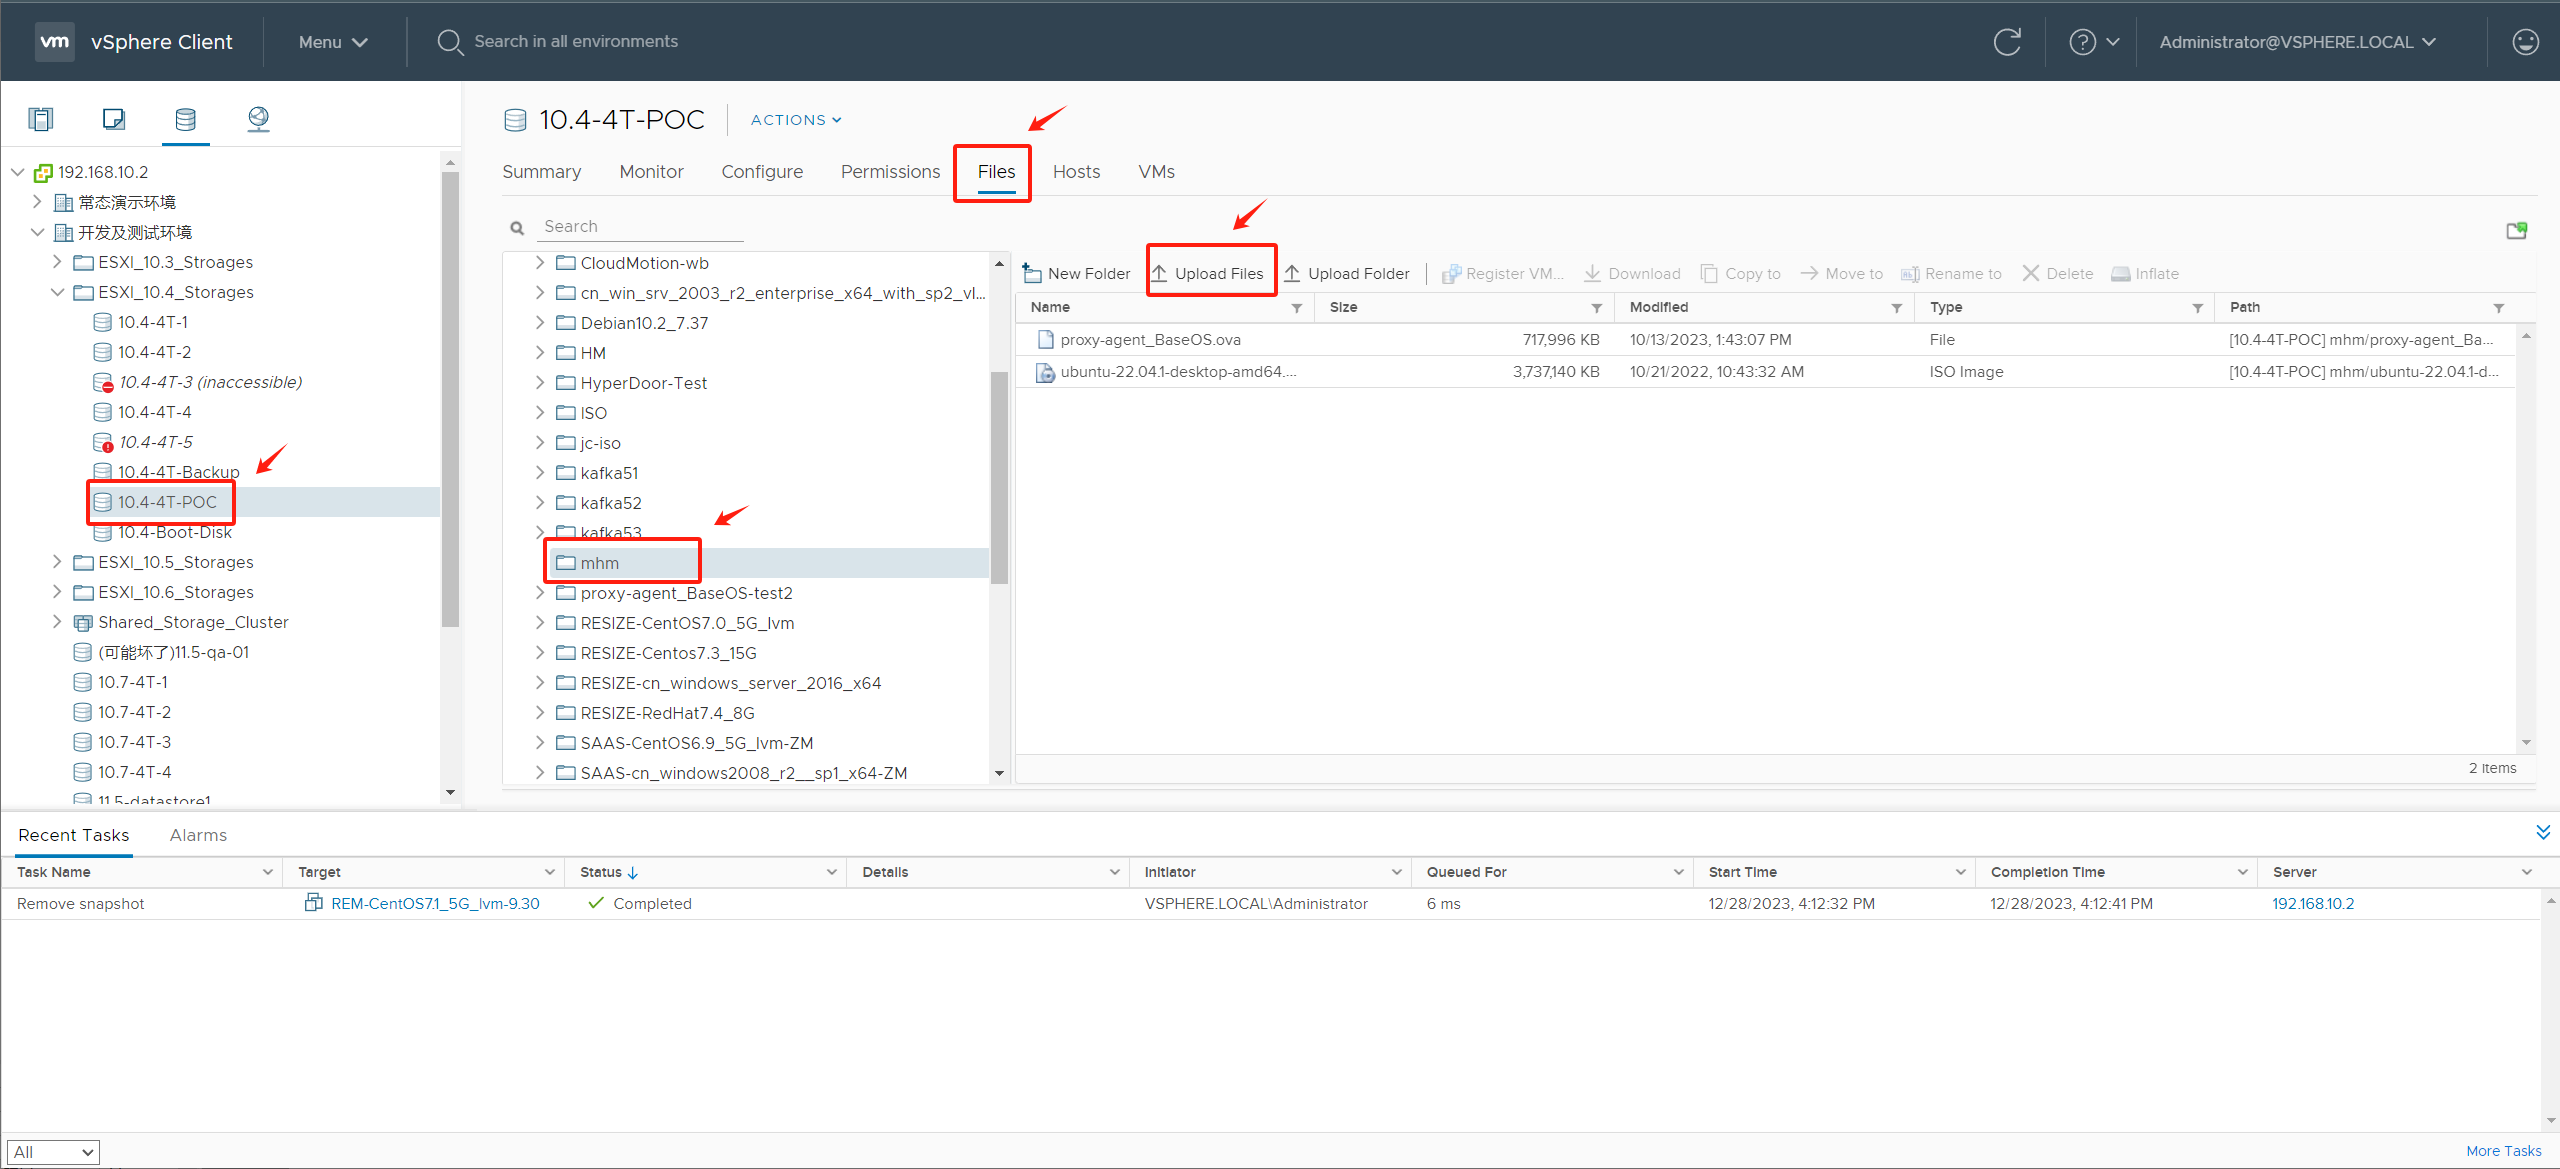 vm vSphere Client Menu Search in all environments Administrator@VSPHERE.LOCAL
192.168.10.2
常态演示环境
开发及测试环境
ESXI_10.3_Stroages
ESXI_10.4_Storages
10.4-4T-1
10.4-4T-2
10.4-4T-3 (inaccessible)
10.4-4T-4
10.4-4T-5
10.4-4T-Backup
10.4-4T-POC
10.4-Boot-Disk
ESXI_10.5_Storages
ESXI_10.6_Storages
Shared_Storage_Cluster
(可能坏了)11.5-qa-01
10.7-4T-1
10.7-4T-2
10.7-4T-3
10.7-4T-4
11.5-datastore1
10.4-4T-POC ACTIONS
Summary Monitor Configure Permissions Files Hosts VMs
Search
CloudMotion-wb
cn_win_srv_2003_r2_enterprise_x64_with_sp2_vl...
Debian10.2_7.37
HM
HyperDoor-Test
ISO
jc-iso
kafka51
kafka52
kafka53
mhm
proxy-agent_BaseOS-test2
RESIZE-CentOS7.0_5G_lvm
RESIZE-Centos7.3_15G
RESIZE-cn_windows_server_2016_x64
RESIZE-RedHat7.4_8G
SAAS-CentOS6.9_5G_lvm-ZM
SAAS-cn_windows2008_r2__sp1_x64-ZM
New Folder Upload Files Upload Folder Register VM... Download Copy to Move to Rename to Delete Inflate
Name Size Modified Type Path
proxy-agent_BaseOS.ova 717,996 KB 10/13/2023, 1:43:07 PM File [10.4-4T-POC] mhm/proxy-agent_Ba...
ubuntu-22.04.1-desktop-amd64.... 3,737,140 KB 10/21/2022, 10:43:32 AM ISO Image [10.4-4T-POC] mhm/ubuntu-22.04.1-d...
2 items
Recent Tasks Alarms
Task Name Target Status Details Initiator Queued For Start Time Completion Time Server
Remove snapshot REM-CentOS7.1_5G_lvm-9.30 Completed VSPHERE.LOCAL\Administrator 6 ms 12/28/2023, 4:12:32 PM 12/28/2023, 4:12:41 PM 192.168.10.2
All More Tasks